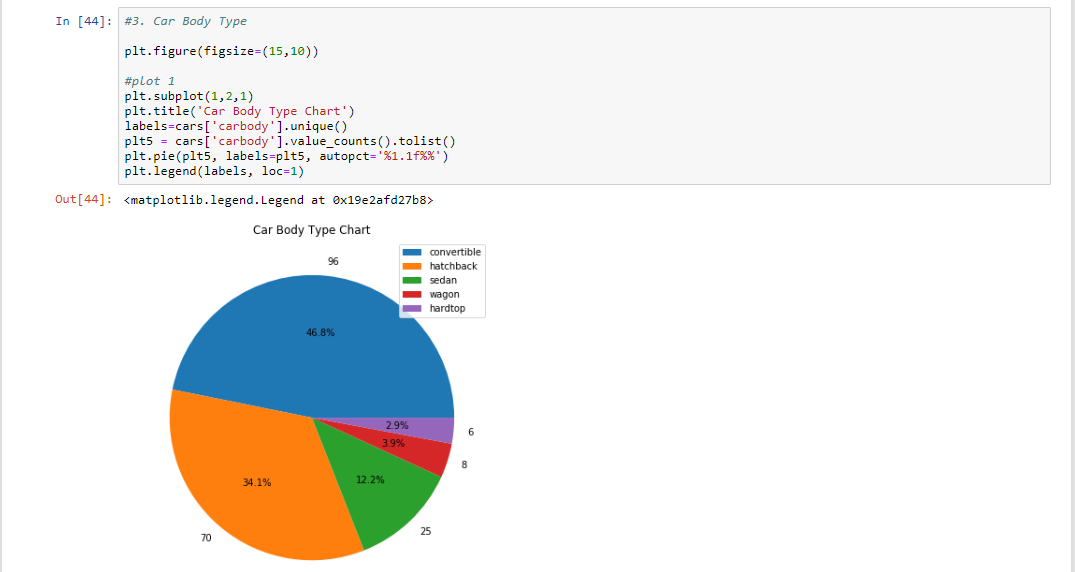 In [44]: #3. Car Body Type
plt.figure(figsize=(15,10))
#plot 1
plt.subplot(1,2,1)
plt.title('Car Body Type Chart')
labels=cars['carbody'].unique()
plt5 = cars['carbody'].value_counts().tolist()
plt.pie(plt5, labels=plt5, autopct='%1.1f%%')
plt.legend(labels, loc=1)
Out[44]: <matplotlib.legend.Legend at 0x19e2afd27b8>
Car Body Type Chart
convertible
hatchback
sedan
wagon
hardtop
96
46.8%
2.9%
6
3.9%
8
34.1%
12.2%
25
70